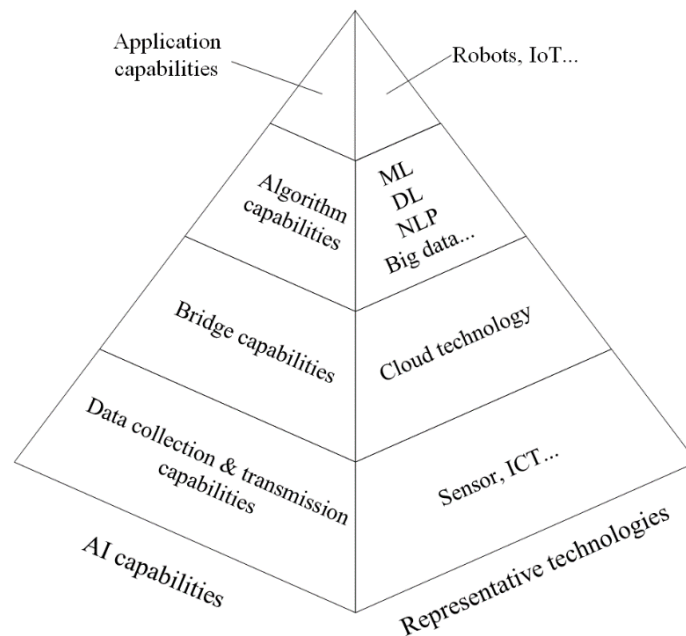 Application
capabilities
Robots, IoT...
Algorithm
capabilities
ML
DL
NLP
Big data...
Bridge capabilities
Cloud technology
Data collection & transmission
capabilities
Sensor, ICT...
AI capabilities
Representative technologies